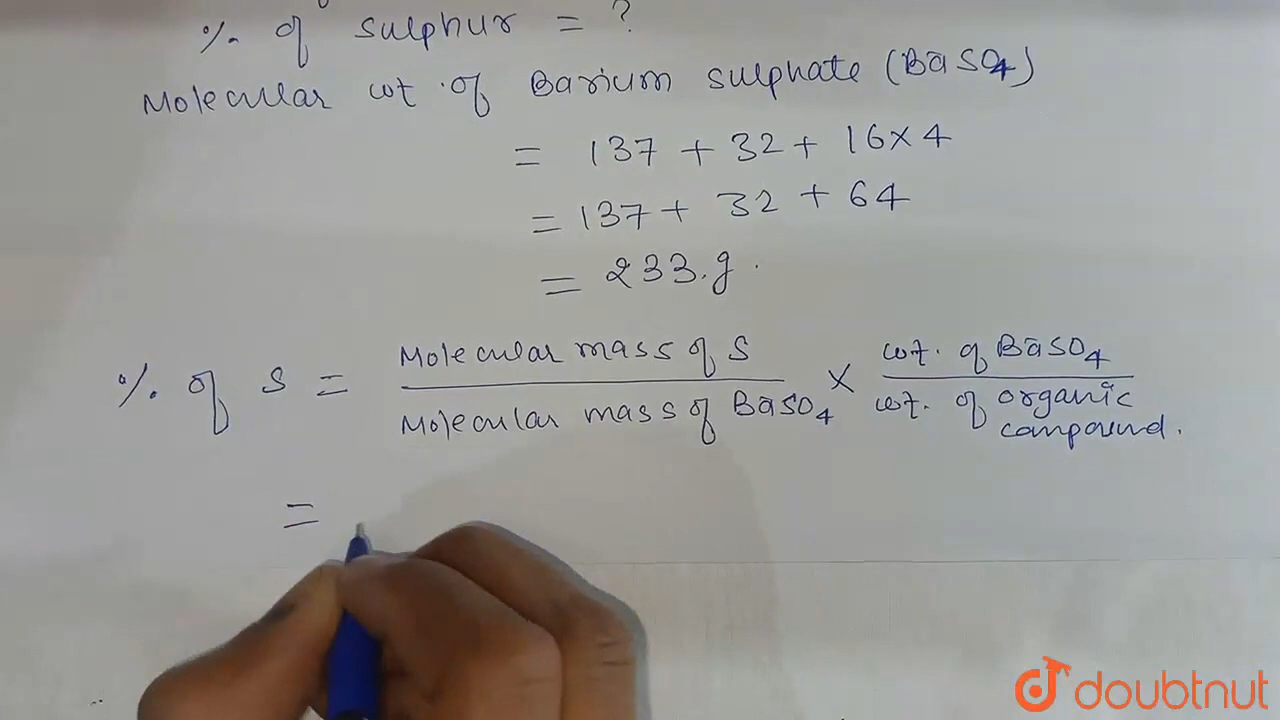 % of sulphur = ?
Molecular wt. of Barium sulphate (BaSO4)
= 137 + 32 + 16×4
= 137 + 32 + 64
= 233.g.
% of S = Molecular mass of S / Molecular mass of BaSO4 × wt. of BaSO4 / wt. of organic compound.
=
doubtnut